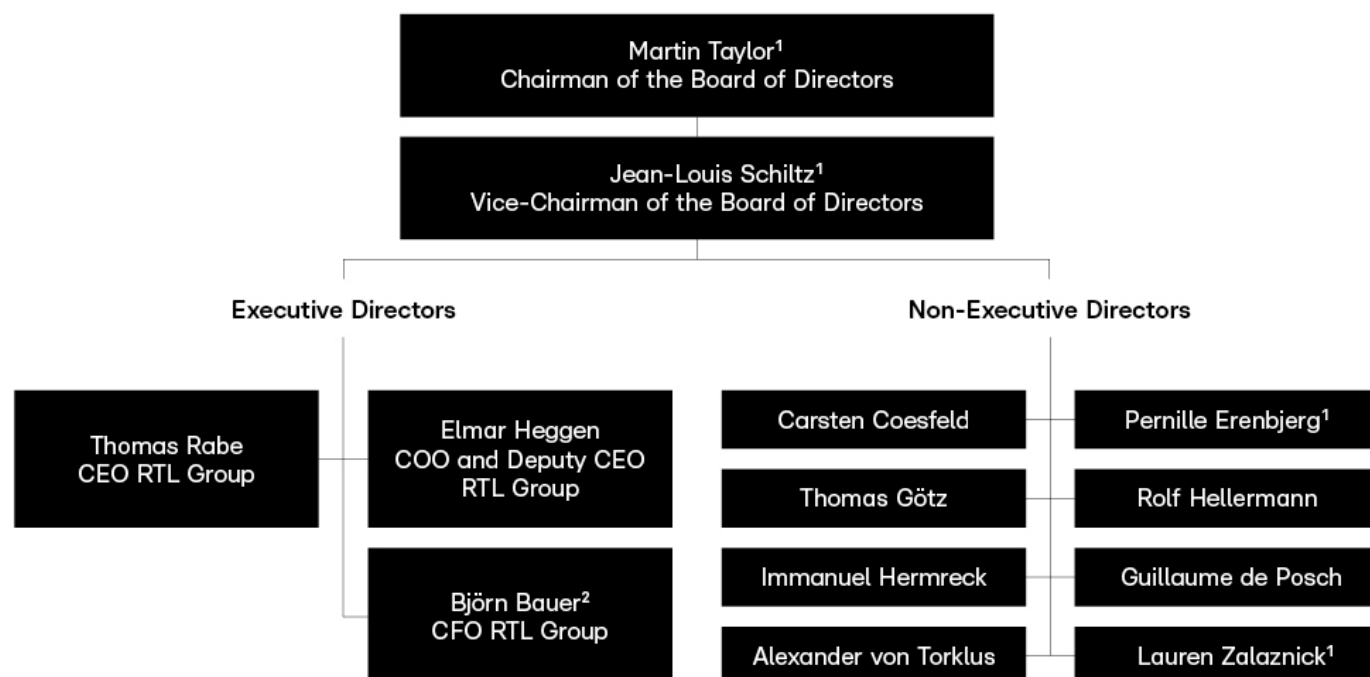 Martin Taylor¹
Chairman of the Board of Directors
Jean-Louis Schiltz¹
Vice-Chairman of the Board of Directors
Executive Directors
Thomas Rabe
CEO RTL Group
Elmar Heggen
COO and Deputy CEO
RTL Group
Björn Bauer²
CFO RTL Group
Non-Executive Directors
Carsten Coesfeld
Pernille Erenbjerg¹
Thomas Götz
Rolf Hellermann
Immanuel Hermreck
Guillaume de Posch
Alexander von Torklus
Lauren Zalaznick¹